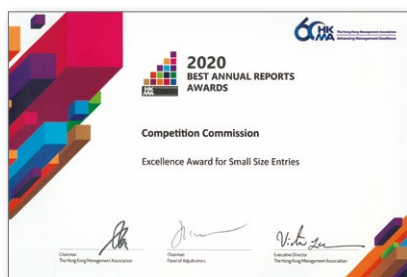 60 HKMA
The Hong Kong Management Association
Advancing Management Excellence
2020
BEST ANNUAL REPORTS
AWARDS
HKMA
Competition Commission
Excellence Award for Small Size Entries
Chairman
The Hong Kong Management Association
Chairman
Panel of Adjudicators
Executive Director
The Hong Kong Management Association